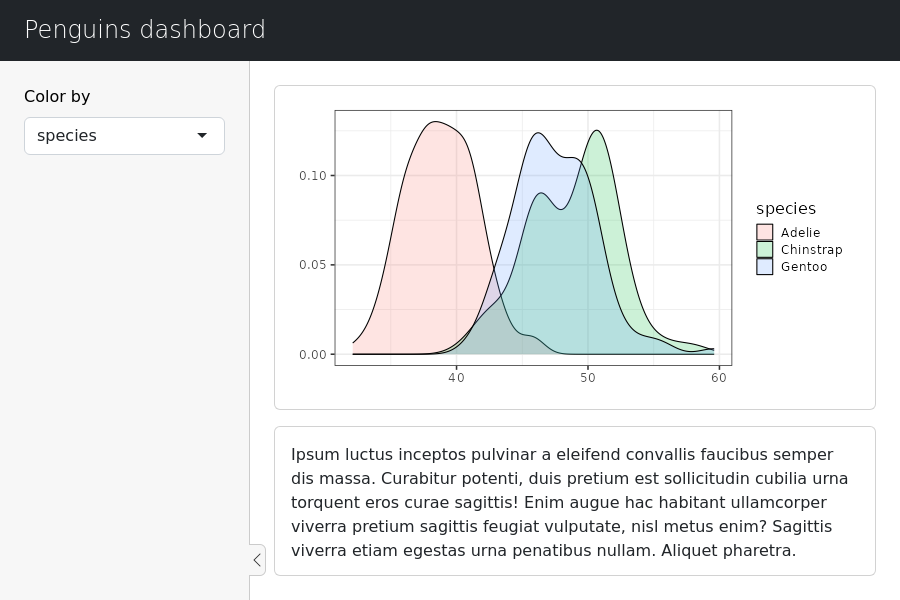 Penguins dashboard
Color by
species
0.10
0.05
0.00
40 50 60
species
Adelie
Chinstrap
Gentoo
Ipsum luctus inceptos pulvinar a eleifend convallis faucibus semper
dis massa. Curabitur potenti, duis pretium est sollicitudin cubilia urna
torquent eros curae sagittis! Enim augue hac habitant ullamcorper
viverra pretium sagittis feugiat vulputate, nisl metus enim? Sagittis
viverra etiam egestas urna penatibus nullam. Aliquet pharetra.